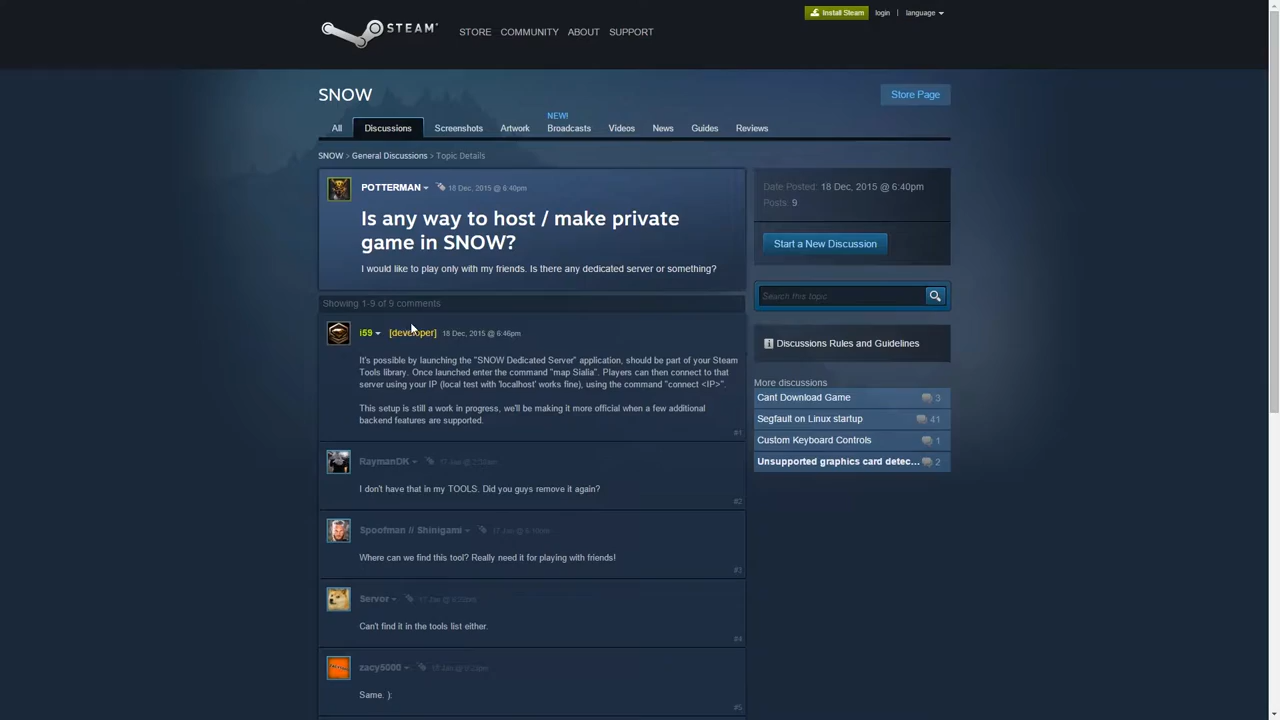 Install Steam
login | language
STEAM
STORE COMMUNITY ABOUT SUPPORT
SNOW
Store Page
NEW!
All Discussions Screenshots Artwork Broadcasts Videos News Guides Reviews
SNOW > General Discussions > Topic Details
POTTERMAN 18 Dec, 2015 @ 6:40pm
Is any way to host / make private
game in SNOW?
I would like to play only with my friends. Is there any dedicated server or something?
Date Posted: 18 Dec, 2015 @ 6:40pm
Posts 9
Start a New Discussion
Search this topic
Discussions Rules and Guidelines
More discussions
Cant Download Game 3
Segfault on Linux startup 41
Custom Keyboard Controls 1
Unsupported graphics card detec... 2
Showing 1-9 of 9 comments
i59 [developer] 18 Dec, 2015 @ 6:46pm
It's possible by launching the "SNOW Dedicated Server" application, should be part of your Steam
Tools library. Once launched enter the command "map Sialia". Players can then connect to that
server using your IP (local test with 'localhost' works fine), using the command "connect <IP>".
This setup is still a work in progress, we'll be making it more official when a few additional
backend features are supported.
#1
RaymanDK
I don't have that in my TOOLS. Did you guys remove it again?
#2
Spoofman // Shinigami
Where can we find this tool? Really need it for playing with friends!
#3
Servor
Can't find it in the tools list either.
#4
zacy5000
Same. ):
#5